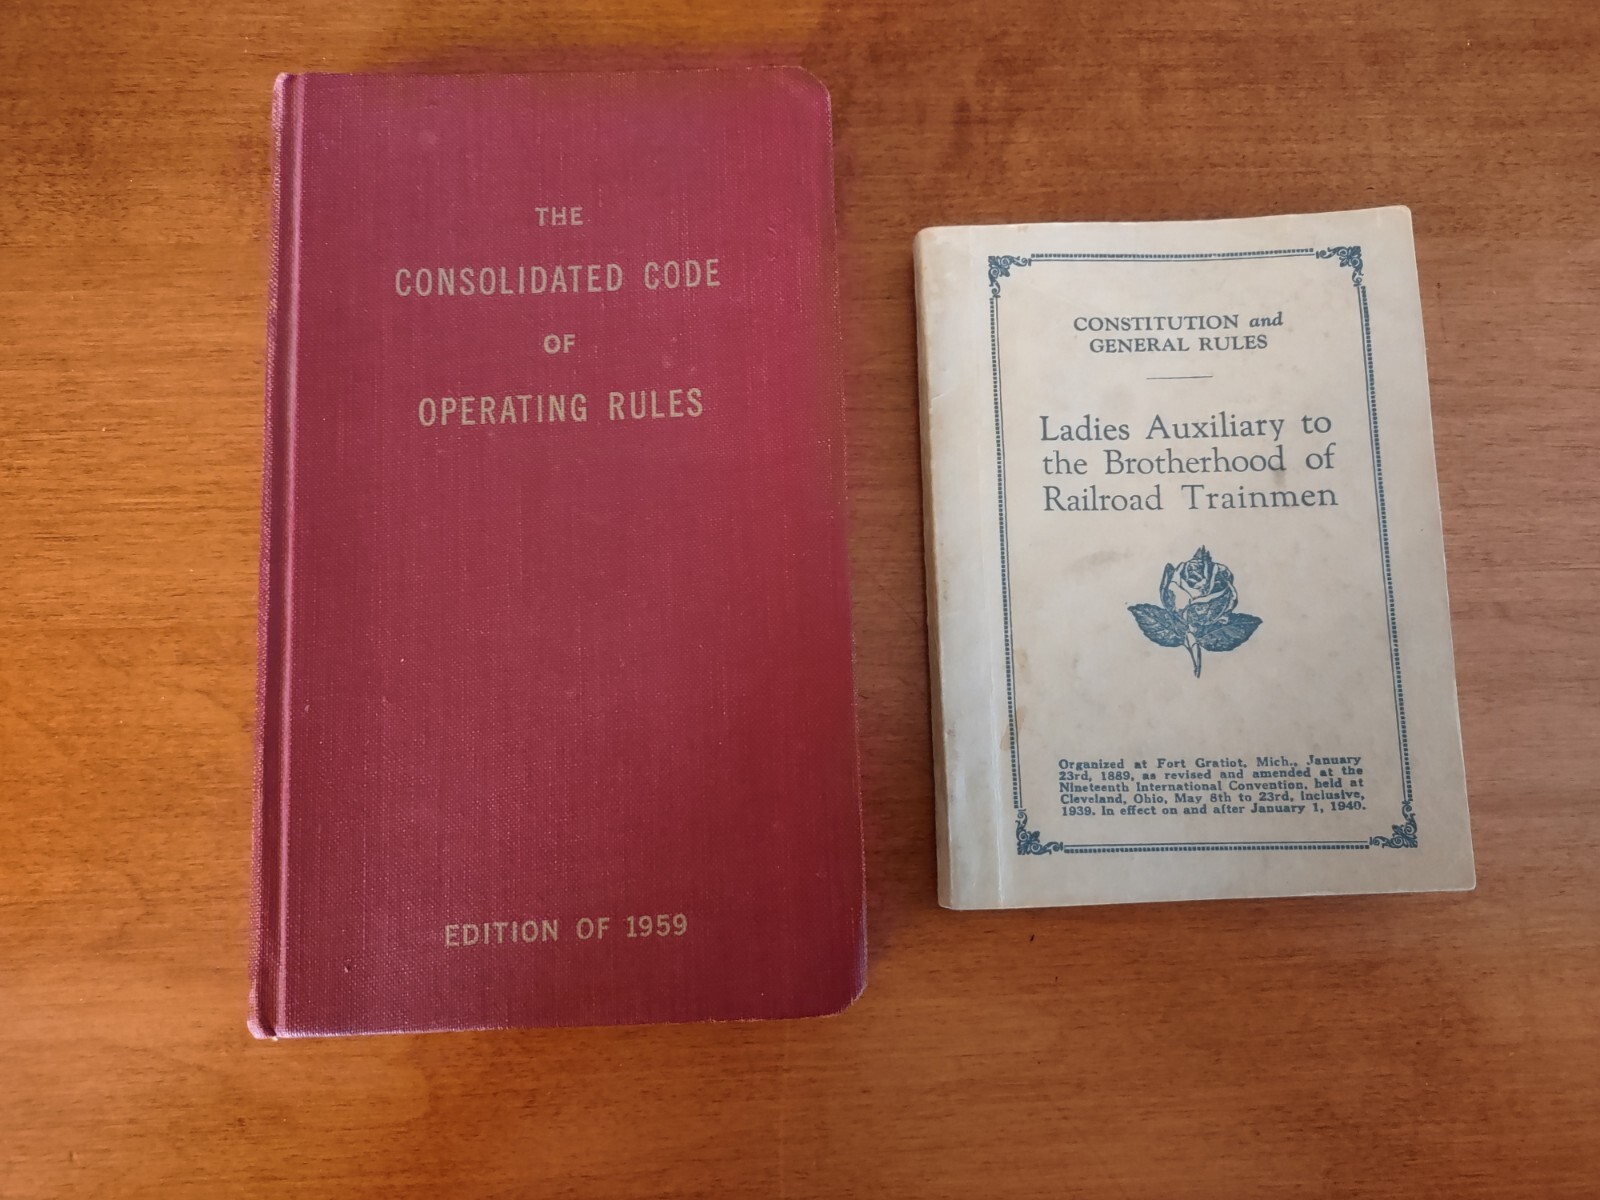 THE
CONSOLIDATED CODE
OF
OPERATING RULES
EDITION OF 1959
CONSTITUTION and
GENERAL RULES
Ladies Auxiliary to
the Brotherhood of
Railroad Trainmen
Organized at Fort Gratiot, Mich., January
23rd, 1889, as revised and amended at the
Nineteenth International Convention, held at
Cleveland, Ohio, May 8th to 23rd, inclusive,
1939. In effect on and after January 1, 1940.